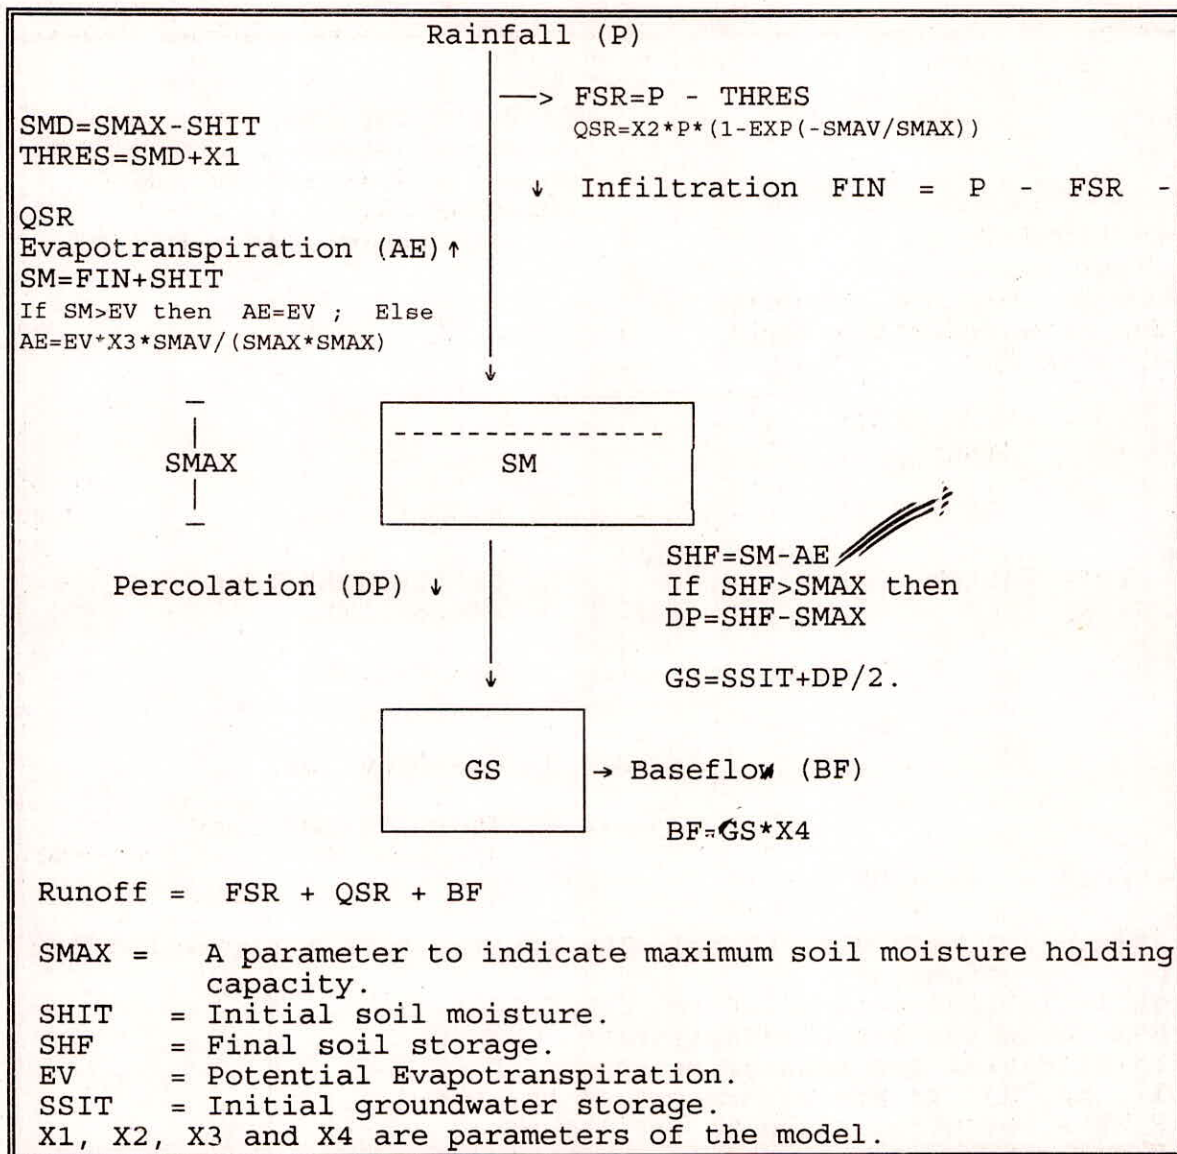 Rainfall (P)
—> FSR=P - THRES
QSR=X2*P*(1-EXP(-SMAV/SMAX))
SMD=SMAX-SHIT
THRES=SMD+X1
↓ Infiltration FIN = P - FSR -
QSR
Evapotranspiration (AE)↑
SM=FIN+SHIT
If SM>EV then AE=EV ; Else
AE=EV*X3*SMAV/(SMAX*SMAX)
SMAX
SM
SHF=SM-AE
If SHF>SMAX then
DP=SHF-SMAX
Percolation (DP) ↓
GS=SSIT+DP/2.
GS
→ Baseflow (BF)
BF=GS*X4
Runoff = FSR + QSR + BF
SMAX = A parameter to indicate maximum soil moisture holding
capacity.
SHIT = Initial soil moisture.
SHF = Final soil storage.
EV = Potential Evapotranspiration.
SSIT = Initial groundwater storage.
X1, X2, X3 and X4 are parameters of the model.